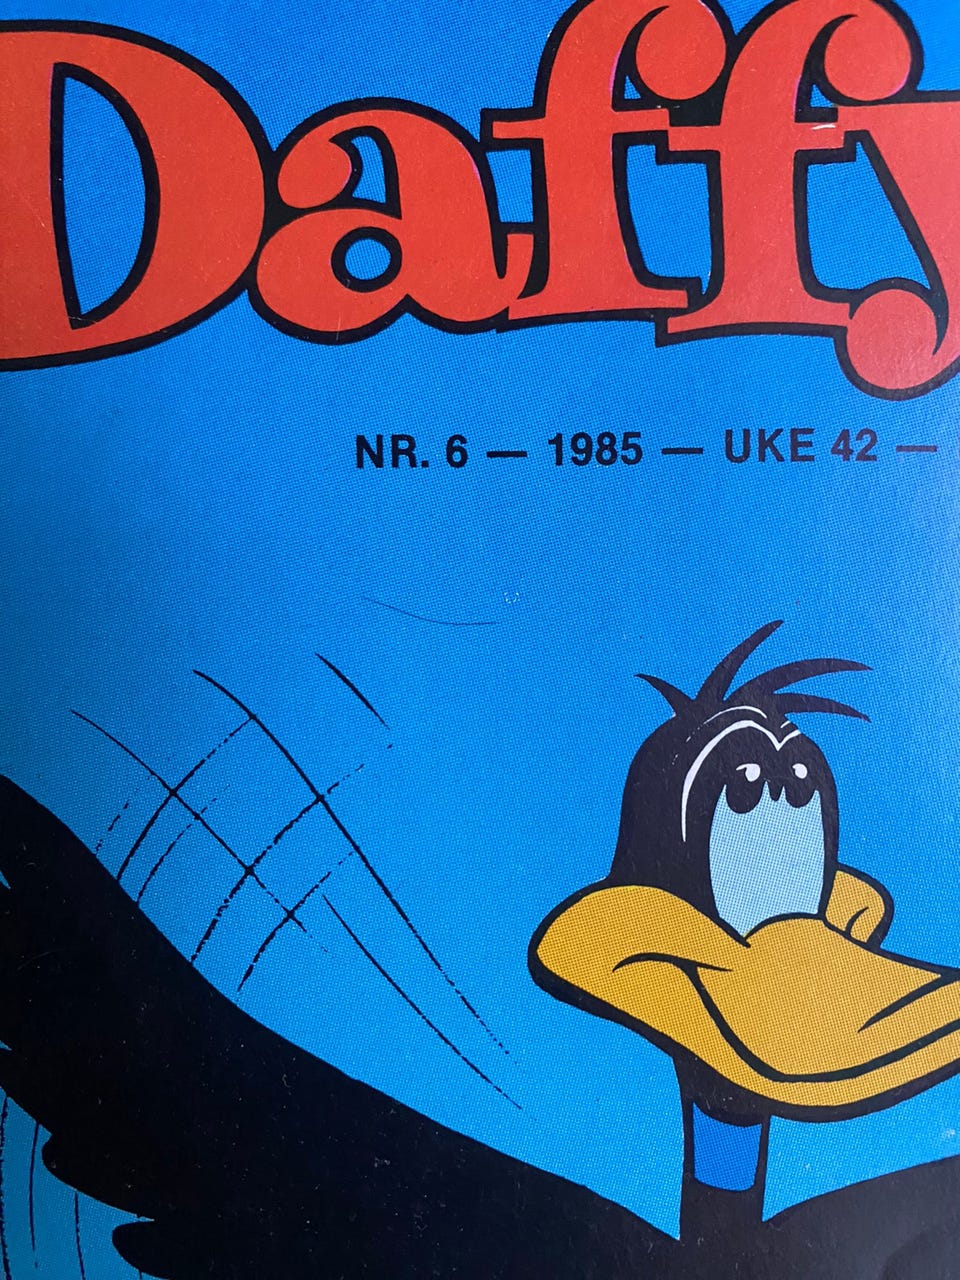 Daffy
NR. 6 — 1985 — UKE 42 —